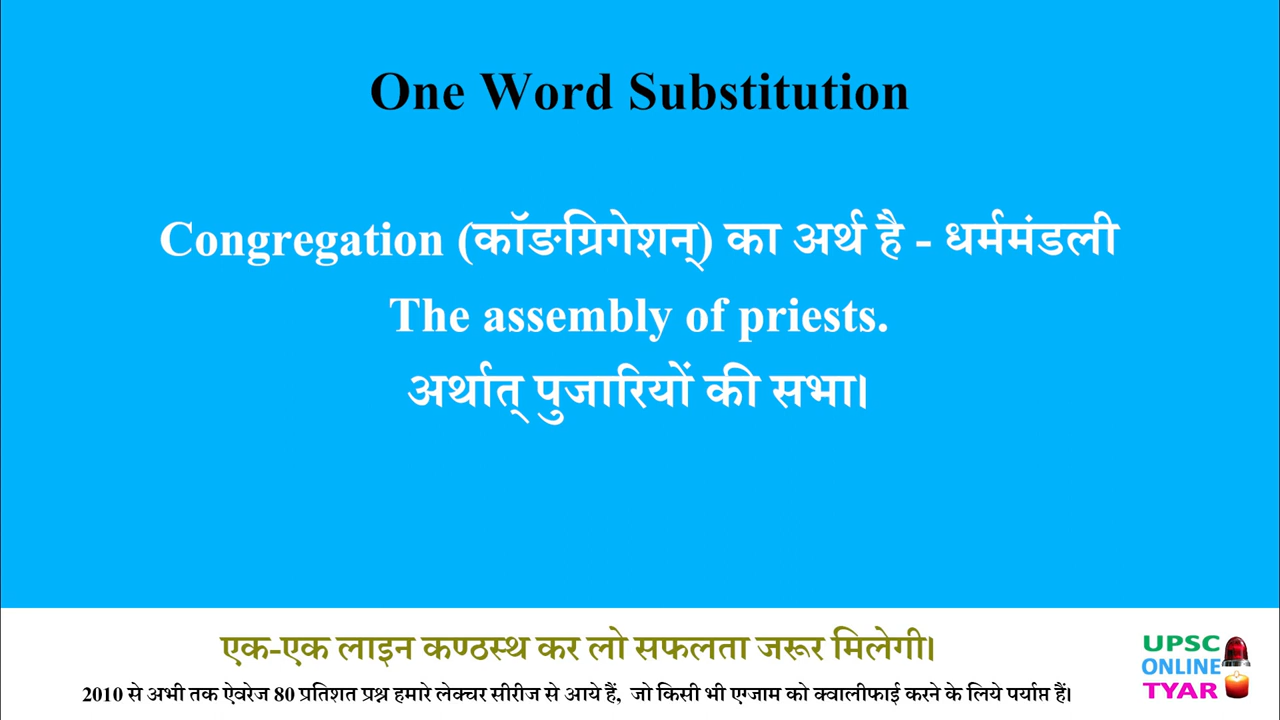 One Word Substitution
Congregation (कॉङग्रिगेशन्) का अर्थ है - धर्ममंडली
The assembly of priests.
अर्थात् पुजारियों की सभा।
एक-एक लाइन कण्ठस्थ कर लो सफलता जरूर मिलेगी।
2010 से अभी तक ऐवरेज 80 प्रतिशत प्रश्न हमारे लेक्चर सीरीज से आये हैं, जो किसी भी एग्जाम को क्वालीफाई करने के लिये पर्याप्त हैं।
UPSC
ONLINE
TYAR